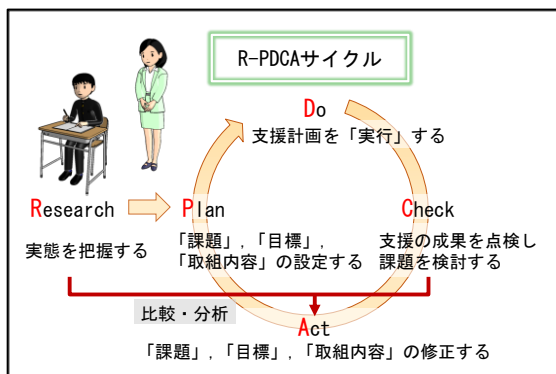 R-PDCAサイクル
Do
支援計画を「実行」する
Research
実態を把握する
Plan
「課題」,「目標」,
「取組内容」の設定する
Check
支援の成果を点検し
課題を検討する
比較・分析
Act
「課題」,「目標」,「取組内容」の修正する